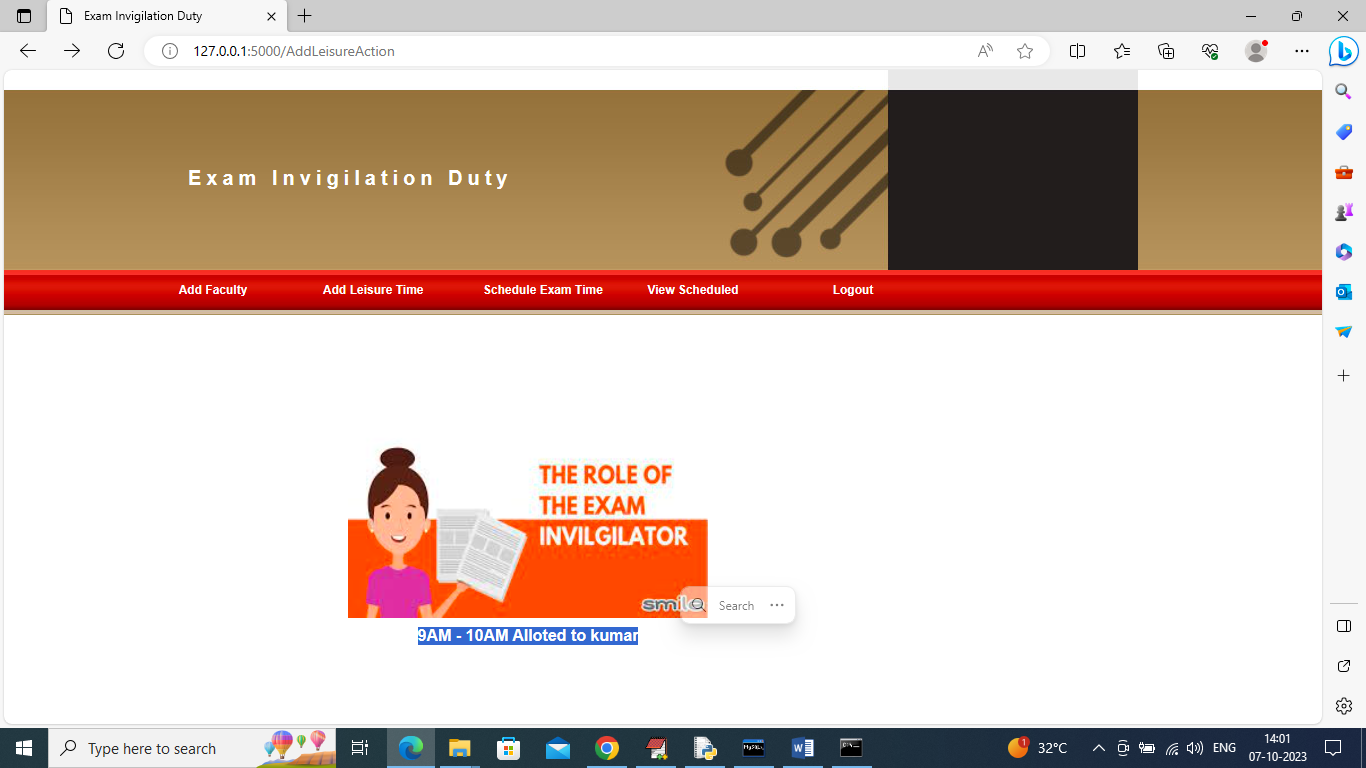 Exam Invigilation Duty
127.0.0.1:5000/AddLeisureAction
Exam Invigilation Duty
Add Faculty
Add Leisure Time
Schedule Exam Time
View Scheduled
Logout
THE ROLE OF
THE EXAM
INVILGILATOR
smile
Search
9AM - 10AM Alloted to kumar
Type here to search
1
32°C
ENG
14:01
07-10-2023